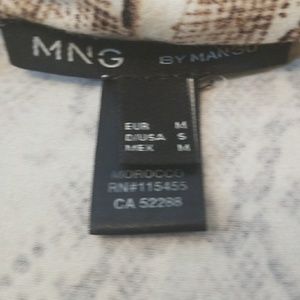 MNG BY MANGO
EUR M
D/USA S
MEX M
MOROCCO
RN#115455
CA 52288